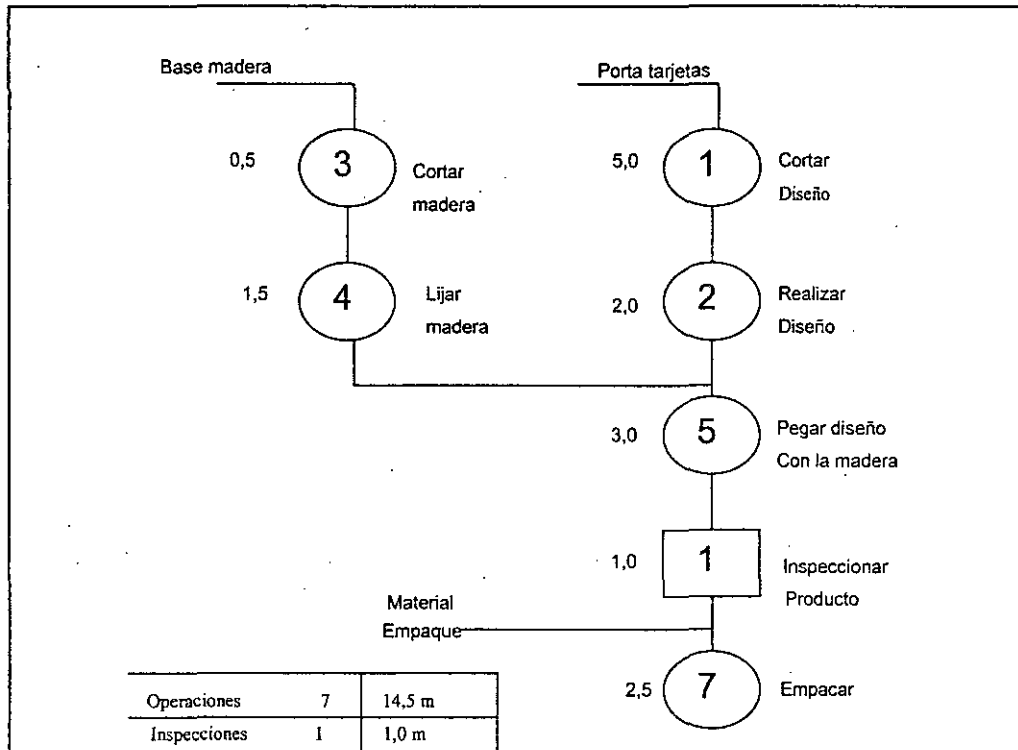 Base madera
Porta tarjetas
0,5
3
Cortar
madera
5,0
1
Cortar
Diseño
1,5
4
Lijar
madera
2,0
2
Realizar
Diseño
3,0
5
Pegar diseño
Con la madera
1,0
1
Inspeccionar
Producto
Material
Empaque
2,5
7
Empacar
Operaciones 7 14,5 m
Inspecciones 1 1,0 m